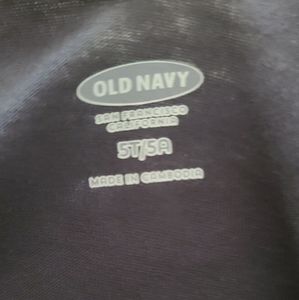 OLD NAVY
SAN FRANCISCO
CALIFORNIA
5T/5A
MADE IN CAMBODIA